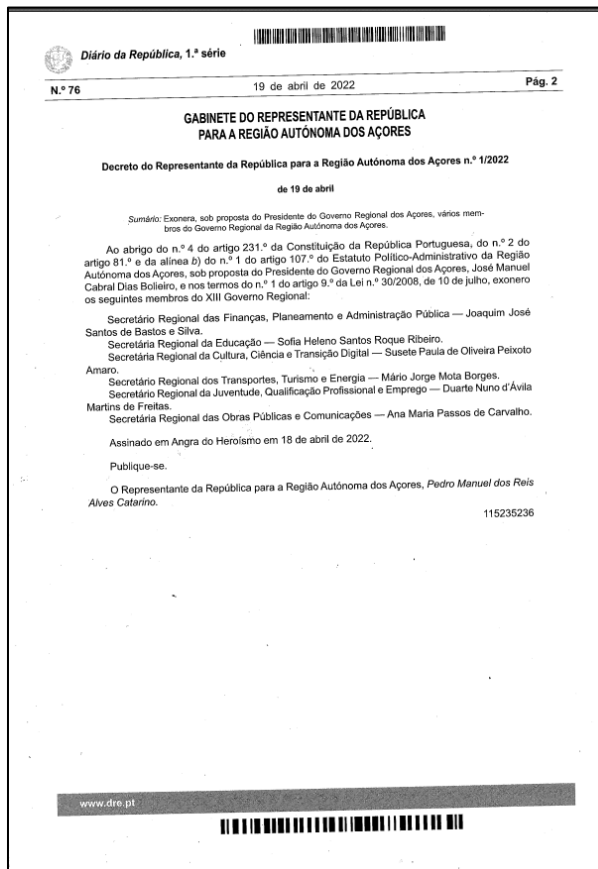 Diário da República, 1.ª série
N.º 76
19 de abril de 2022
Pág. 2
GABINETE DO REPRESENTANTE DA REPÚBLICA
PARA A REGIÃO AUTÓNOMA DOS AÇORES
Decreto do Representante da República para a Região Autónoma dos Açores n.º 1/2022
de 19 de abril
Sumário: Exonera, sob proposta do Presidente do Governo Regional dos Açores, vários mem-
bros do Governo Regional da Região Autónoma dos Açores.
Ao abrigo do n.º 4 do artigo 231.º da Constituição da República Portuguesa, do n.º 2 do
artigo 81.º e da alínea b) do n.º 1 do artigo 107.º do Estatuto Político-Administrativo da Região
Autónoma dos Açores, sob proposta do Presidente do Governo Regional dos Açores, José Manuel
Cabral Dias Bolieiro, e nos termos do n.º 1 do artigo 9.º da Lei n.º 30/2008, de 10 de julho, exonero
os seguintes membros do XIII Governo Regional:
Secretário Regional das Finanças, Planeamento e Administração Pública — Joaquim José
Santos de Bastos e Silva.
Secretária Regional da Educação — Sofia Heleno Santos Roque Ribeiro.
Secretária Regional da Cultura, Ciência e Transição Digital — Susete Paula de Oliveira Peixoto
Amaro.
Secretário Regional dos Transportes, Turismo e Energia — Mário Jorge Mota Borges.
Secretário Regional da Juventude, Qualificação Profissional e Emprego — Duarte Nuno d'Ávila
Martins de Freitas.
Secretária Regional das Obras Públicas e Comunicações — Ana Maria Passos de Carvalho.
Assinado em Angra do Heroísmo em 18 de abril de 2022.
Publique-se.
O Representante da República para a Região Autónoma dos Açores, Pedro Manuel dos Reis
Alves Catarino.
115235236
www.dre.pt